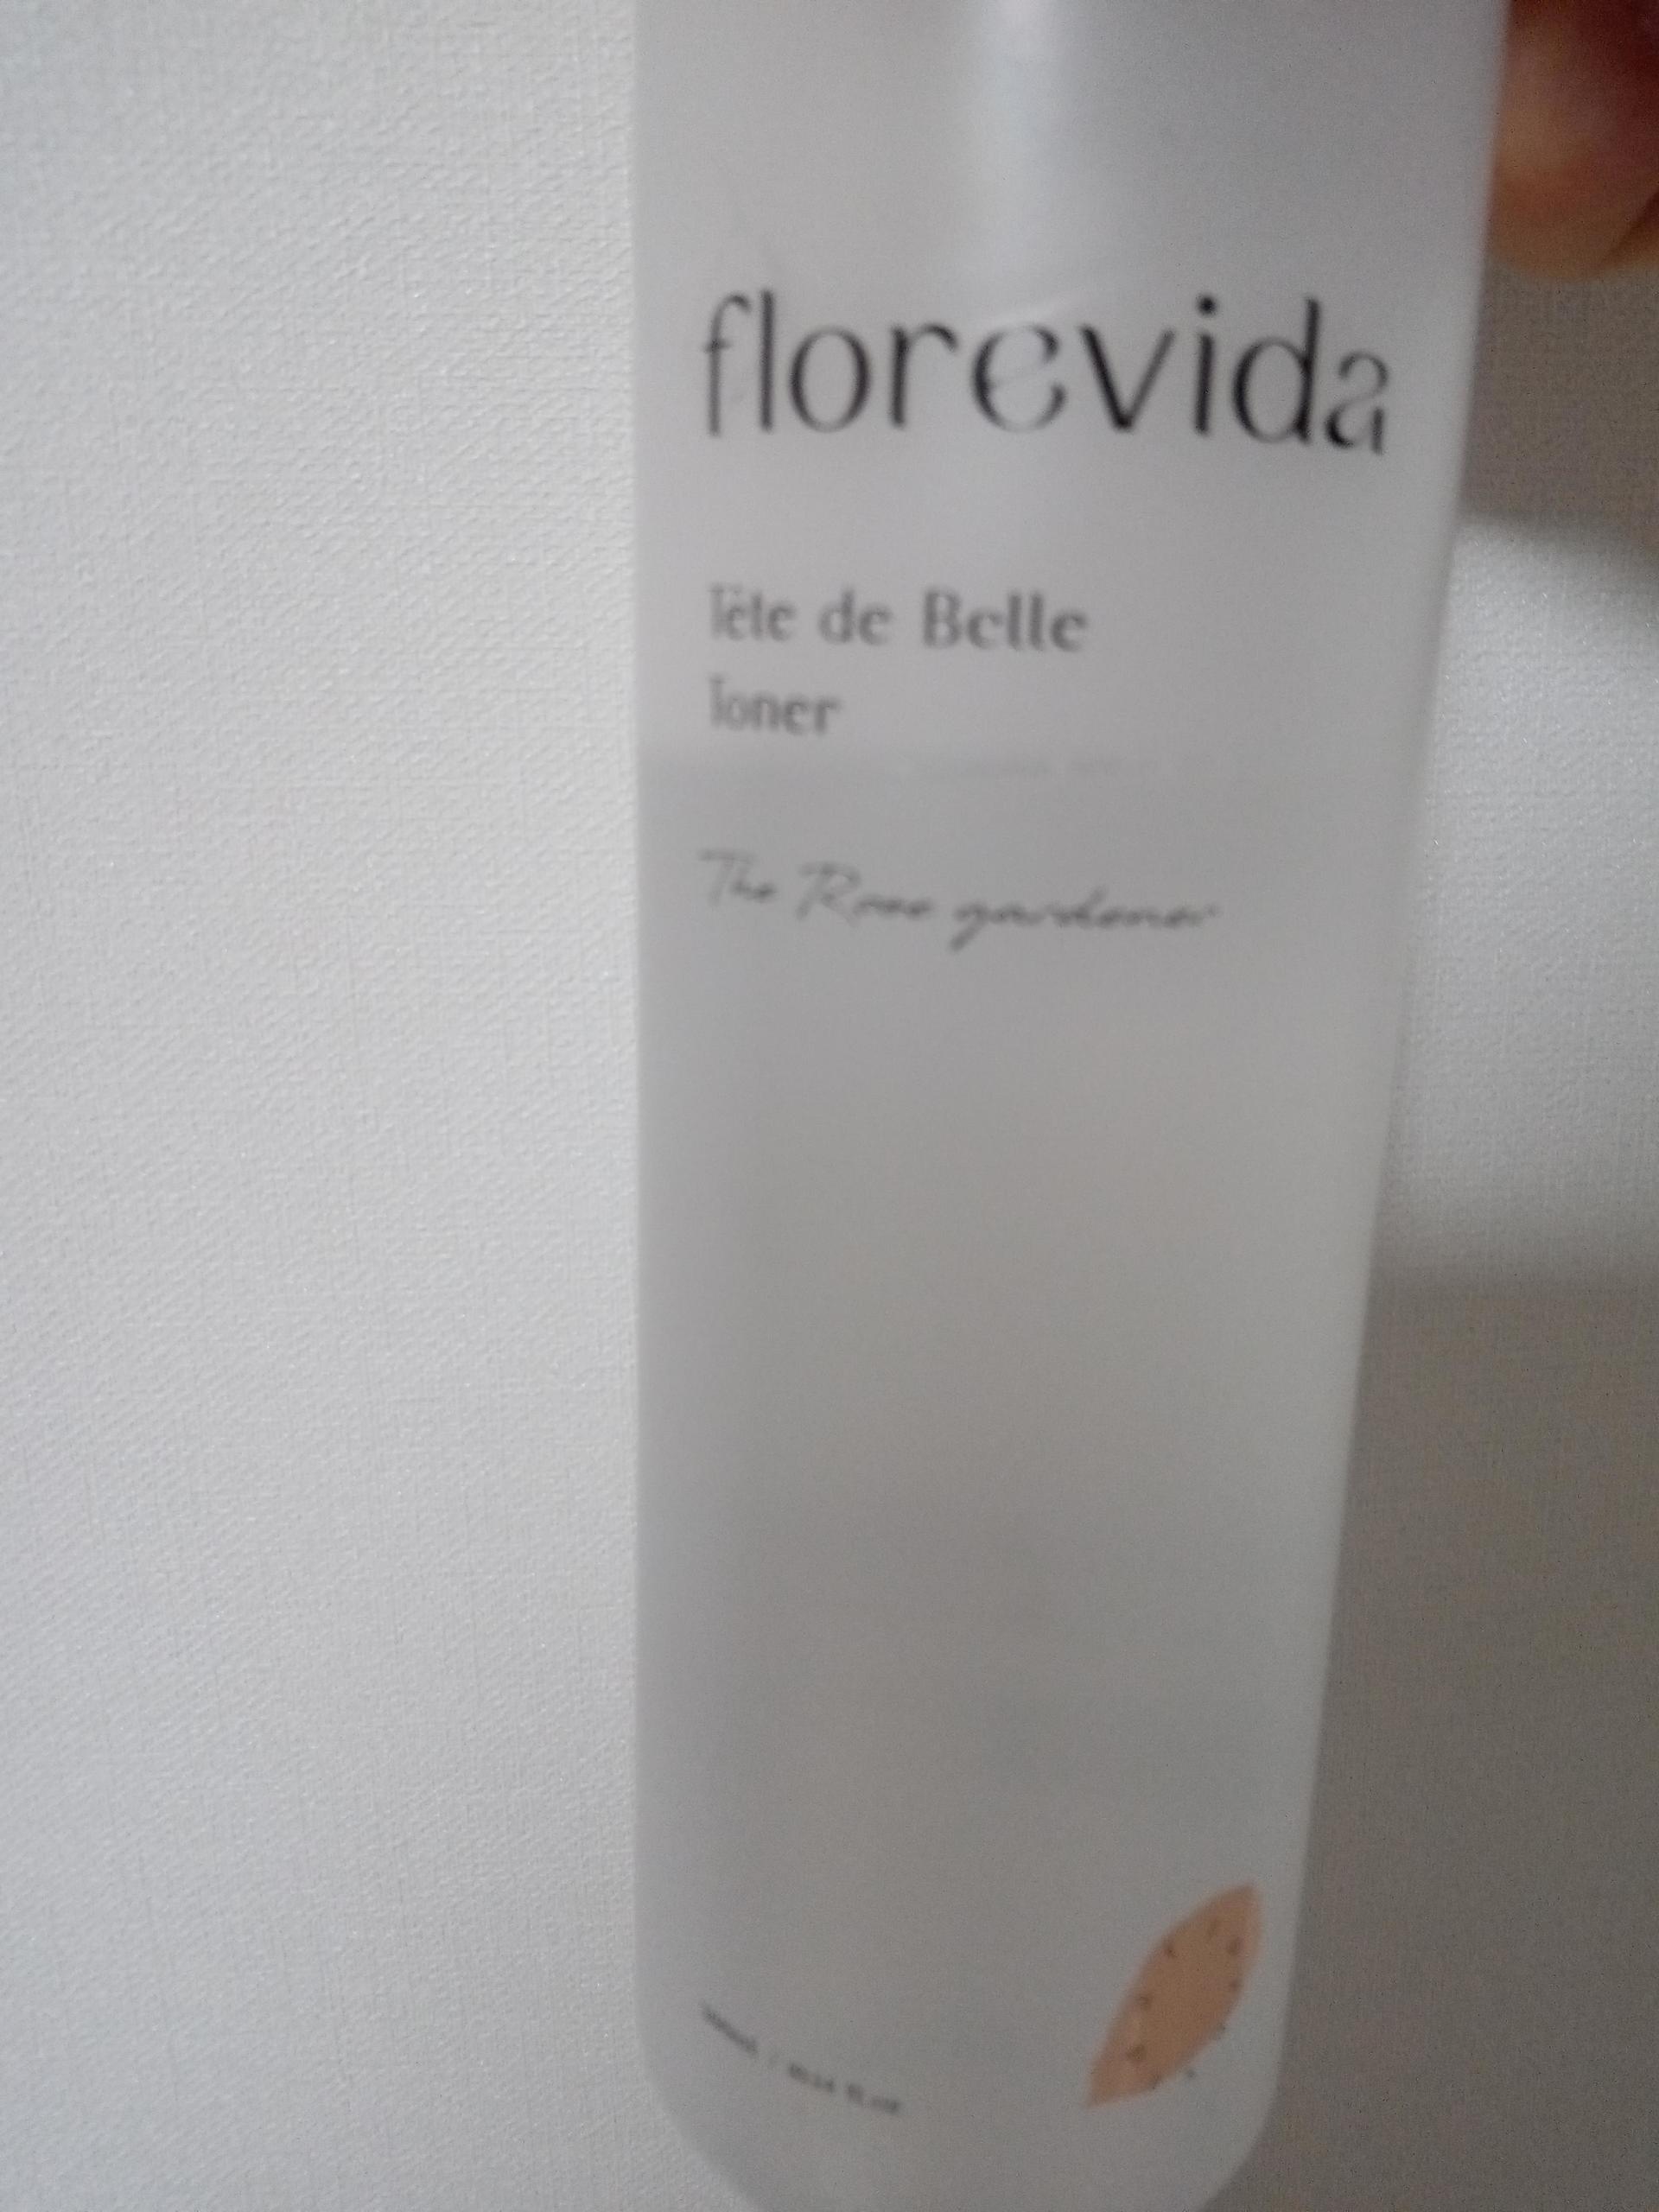 florevida
Tête de Belle
Toner
The Rose gardener